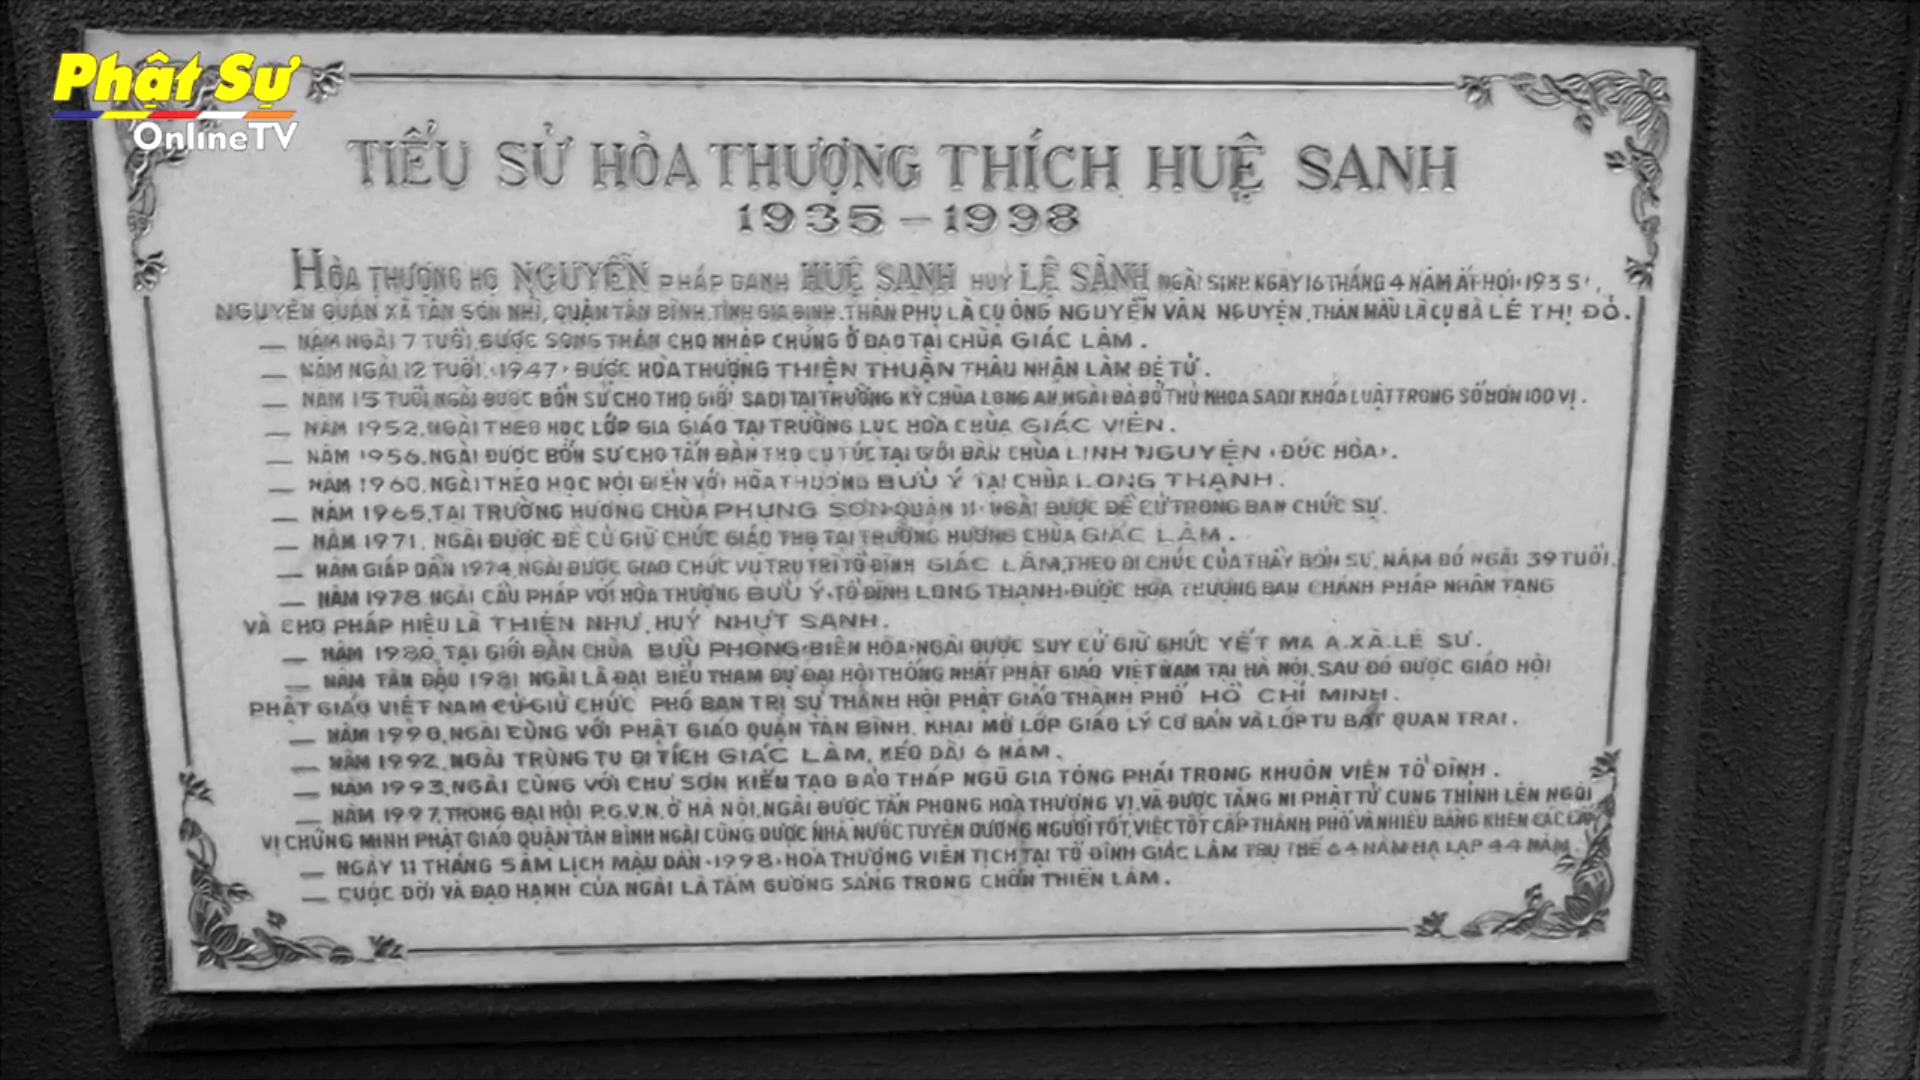 Phật Sự
OnlineTV
TIỂU SỬ HÒA THƯỢNG THÍCH HUỆ SANH
1935 - 1998
HÒA THƯỢNG HỌ NGUYỄN PHÁP DANH HUỆ SANH HUÝ LỆ SÀNH NGÀI SINH NGÀY 16 THÁNG 4 NĂM ẤT HỢI 1935,
NGUYÊN QUÁN XÃ TÂN SƠN NHÌ, QUẬN TÂN BÌNH, TỈNH GIA ĐỊNH. THÂN PHỤ LÀ CỤ ÔNG NGUYỄN VĂN NGUYỆN, THÂN MẪU LÀ CỤ BÀ LÊ THỊ ĐÓ.
— NĂM NGÀI 7 TUỔI, ĐƯỢC SONG THÂN CHO NHẬP CHÚNG Ở ĐẠO TẠI CHÙA GIÁC LÂM.
— NĂM NGÀI 12 TUỔI, (1947) ĐƯỢC HÒA THƯỢNG THIỆN THUẬN THÂU NHẬN LÀM ĐỆ TỬ.
— NĂM 15 TUỔI, NGÀI ĐƯỢC BỔN SƯ CHO THỌ GIỚI SADI TẠI TRƯỜNG KỲ CHÙA LONG AN, NGÀI ĐÃ ĐỖ THỦ KHOA SADI KHÓA LUẬT TRONG SỐ HƠN 100 VỊ.
— NĂM 1952, NGÀI THEO HỌC LỚP GIA GIÁO TẠI TRƯỜNG LỤC HÒA CHÙA GIÁC VIÊN.
— NĂM 1956, NGÀI ĐƯỢC BỔN SƯ CHO TẤN ĐÀN THỌ CỤ TÚC TẠI GIỚI ĐÀN CHÙA LINH NGUYÊN (ĐỨC HÒA).
— NĂM 1960, NGÀI THEO HỌC NỘI ĐIỂN VỚI HÒA THƯỢNG BỬU Ý TẠI CHÙA LONG THẠNH.
— NĂM 1965, TẠI TRƯỜNG HƯƠNG CHÙA PHỤNG SƠN QUẬN 11 NGÀI ĐƯỢC ĐỀ CỬ TRONG BAN CHỨC SỰ.
— NĂM 1971, NGÀI ĐƯỢC ĐỀ CỬ GIỮ CHỨC GIÁO THỌ TẠI TRƯỜNG HƯƠNG CHÙA GIÁC LÂM.
— NĂM GIÁP DẦN 1974, NGÀI ĐƯỢC GIAO CHỨC VỤ TRỤ TRÌ TỔ ĐÌNH GIÁC LÂM, THEO DI CHÚC CỦA THẦY BỔN SƯ, NĂM ĐÓ NGÀI 39 TUỔI.
— NĂM 1978 NGÀI CẦU PHÁP VỚI HÒA THƯỢNG BỬU Ý TỔ ĐÌNH LONG THẠNH ĐƯỢC HÒA THƯỢNG BAN CHÁNH PHÁP NHÃN TẠNG
VÀ CHO PHÁP HIỆU LÀ THIỆN NHƯ, HUÝ NHỰT SANH.
— NĂM 1980, TẠI GIỚI ĐÀN CHÙA BỬU PHONG BIÊN HÒA NGÀI ĐƯỢC SUY CỬ GIỮ CHỨC YẾT MA A. XÀ. LÊ SƯ.
— NĂM TÂN DẬU 1981 NGÀI LÀ ĐẠI BIỂU THAM DỰ ĐẠI HỘI THỐNG NHẤT PHẬT GIÁO VIỆT NAM TẠI HÀ NỘI, SAU ĐÓ ĐƯỢC GIÁO HỘI
PHẬT GIÁO VIỆT NAM CỬ GIỮ CHỨC PHÓ BAN TRỊ SỰ THÀNH HỘI PHẬT GIÁO THÀNH PHỐ HỒ CHÍ MINH.
— NĂM 1990, NGÀI CÙNG VỚI PHẬT GIÁO QUẬN TÂN BÌNH, KHAI MỞ LỚP GIÁO LÝ CƠ BẢN VÀ LỚP TU BÁT QUAN TRAI.
— NĂM 1992, NGÀI TRÙNG TU DI TÍCH GIÁC LÂM, KÉO DÀI 6 NĂM.
— NĂM 1993, NGÀI CÙNG VỚI CHƯ SƠN KIẾN TẠO BẢO THÁP NGŨ GIA TÔNG PHÁI TRONG KHUÔN VIÊN TỔ ĐÌNH.
— NĂM 1997, TRONG ĐẠI HỘI P.G.V.N. Ở HÀ NỘI, NGÀI ĐƯỢC TẤN PHONG HÒA THƯỢNG VỊ, VÀ ĐƯỢC TĂNG NI PHẬT TỬ CUNG THỈNH LÊN NGÔI
VỊ CHỨNG MINH PHẬT GIÁO QUẬN TÂN BÌNH NGÀI CŨNG ĐƯỢC NHÀ NƯỚC TUYÊN DƯƠNG NGƯỜI TỐT, VIỆC TỐT CẤP THÀNH PHỐ VÀ NHIỀU BẰNG KHEN CÁC CẤP
— NGÀY 11 THÁNG 5 ÂM LỊCH MẬU DẦN 1998 HÒA THƯỢNG VIÊN TỊCH TẠI TỔ ĐÌNH GIÁC LÂM TRỤ THẾ 64 NĂM HẠ LẠP 44 NĂM.
— CUỘC ĐỜI VÀ ĐẠO HẠNH CỦA NGÀI LÀ TẤM GƯƠNG SÁNG TRONG CHỐN THIỀN LÂM.